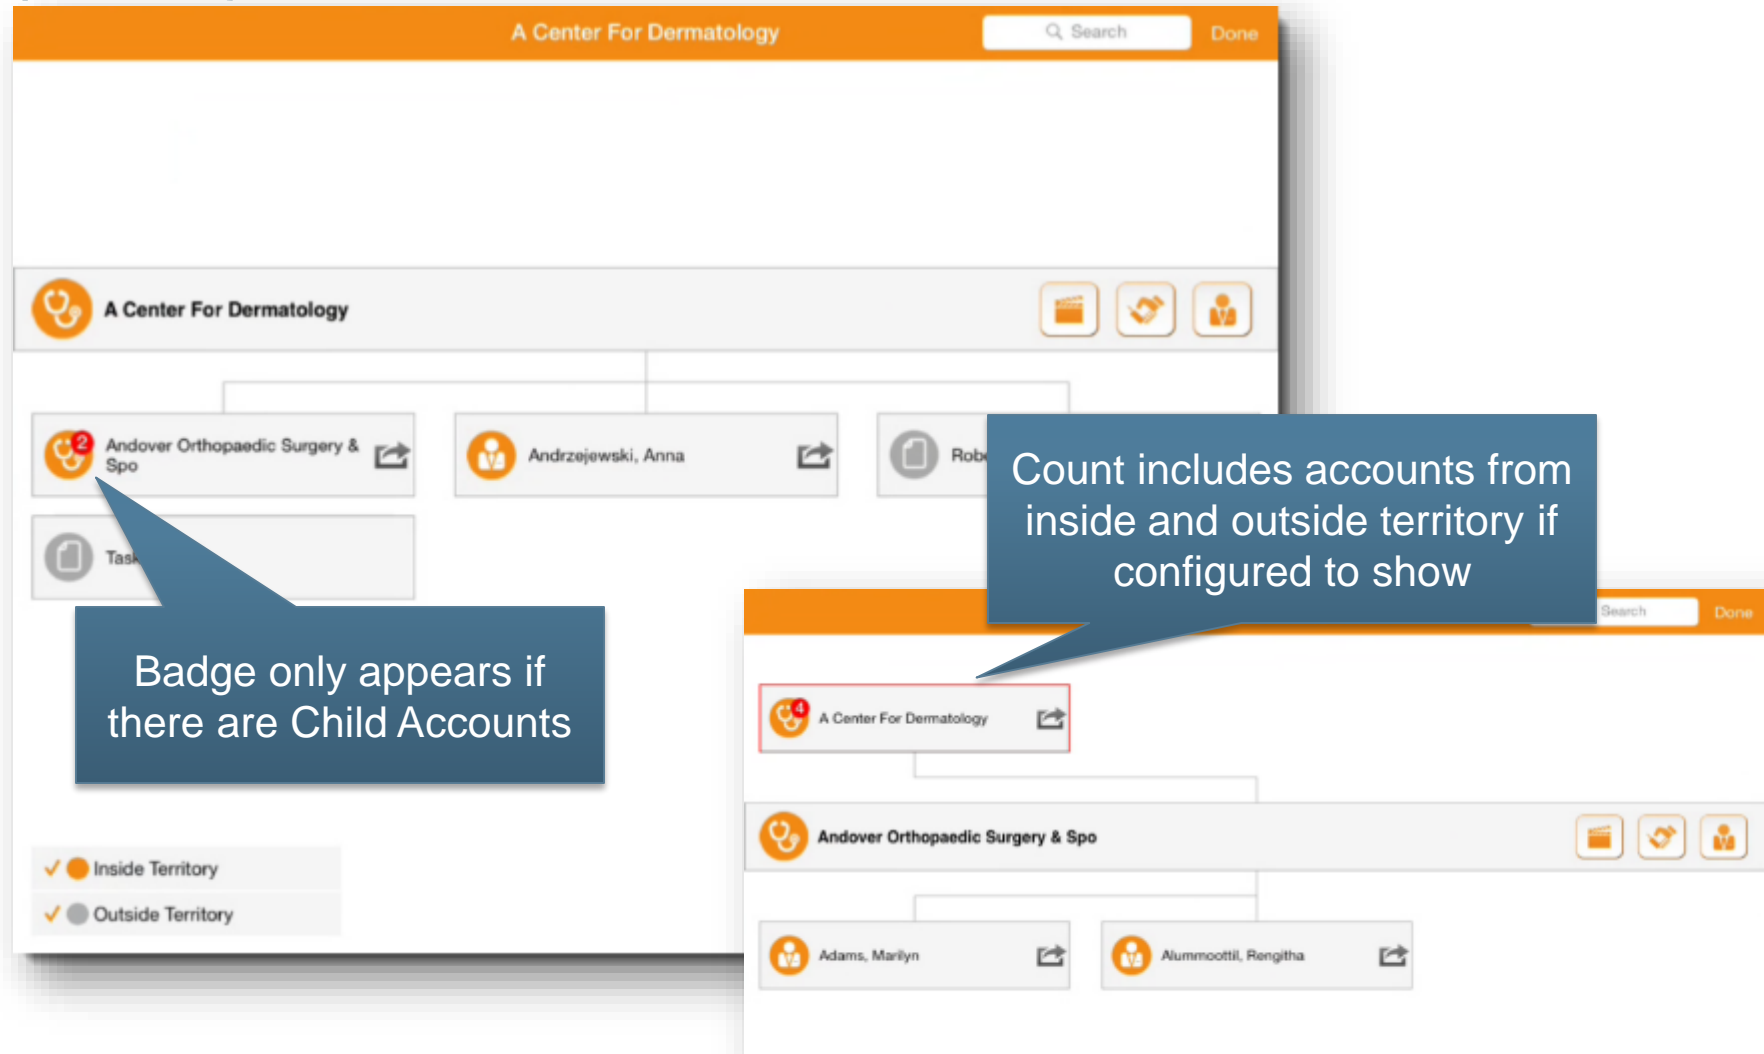 A Center For Dermatology
Search
Done
A Center For Dermatology
2
Andover Orthopaedic Surgery &
Spo
Andrzejewski, Anna
Count includes accounts from
inside and outside territory if
configured to show
Badge only appears if
there are Child Accounts
Inside Territory
Outside Territory
Search
Done
4
A Center For Dermatology
Andover Orthopaedic Surgery & Spo
Adams, Marilyn
Alummoottil, Rengitha